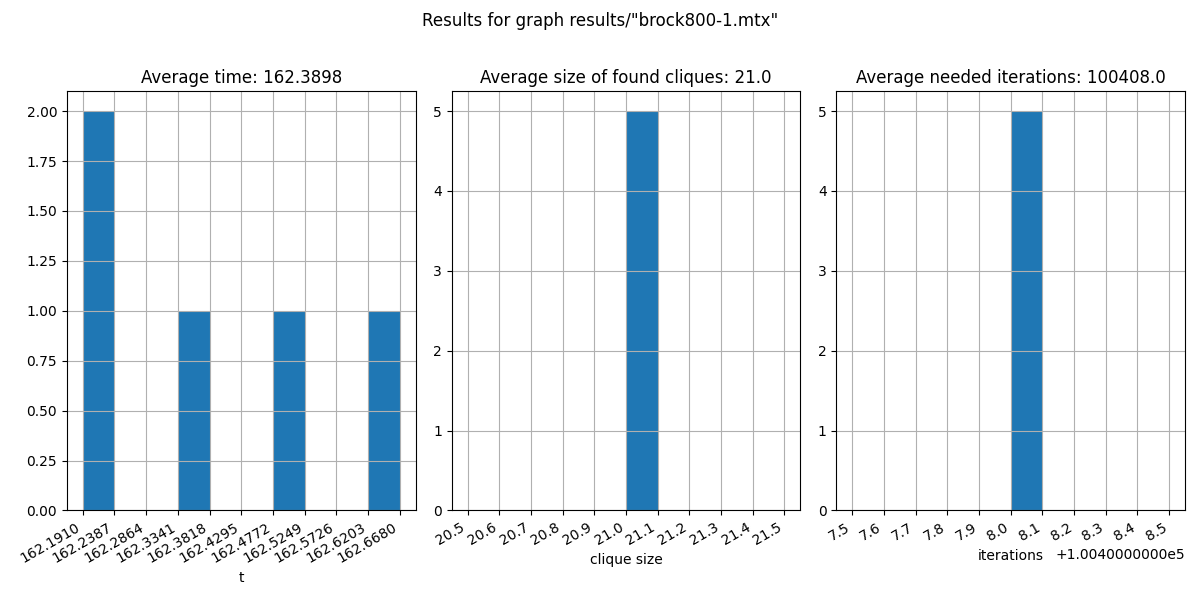 Results for graph results/"brock800-1.mtx"
Average time: 162.3898
2.00
1.75
1.50
1.25
1.00
0.75
0.50
0.25
0.00
162.1910 162.2387 162.2864 162.3341 162.3818 162.4295 162.4772 162.5249 162.5726 162.6203 162.6680
t
Average size of found cliques: 21.0
5
4
3
2
1
0
20.5 20.6 20.7 20.8 20.9 21.0 21.1 21.2 21.3 21.4 21.5
clique size
Average needed iterations: 100408.0
5
4
3
2
1
0
7.5 7.6 7.7 7.8 7.9 8.0 8.1 8.2 8.3 8.4 8.5
iterations +1.0040000000e5